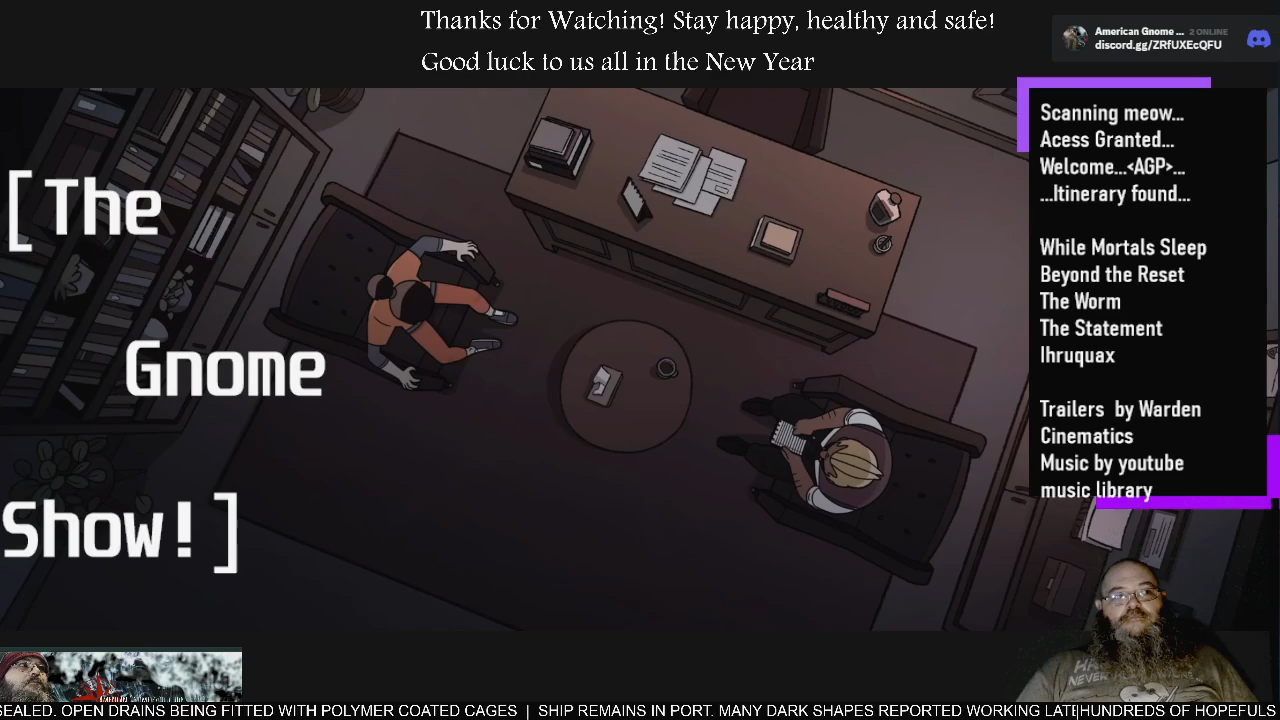 Thanks for Watching! Stay happy, healthy and safe!
Good luck to us all in the New Year
American Gnome ... 2 ONLINE
discord.gg/ZRfUXEcQFU
[ The
Gnome
Show! ]
Scanning meow...
Acess Granted...
Welcome...<AGP>...
...Itinerary found...
While Mortals Sleep
Beyond the Reset
The Worm
The Statement
Ihruquax
Trailers by Warden
Cinematics
Music by youtube
music library
SEALED. OPEN DRAINS BEING FITTED WITH POLYMER COATED CAGES | SHIP REMAINS IN PORT. MANY DARK SHAPES REPORTED WORKING LATE
HUNDREDS OF HOPEFULS